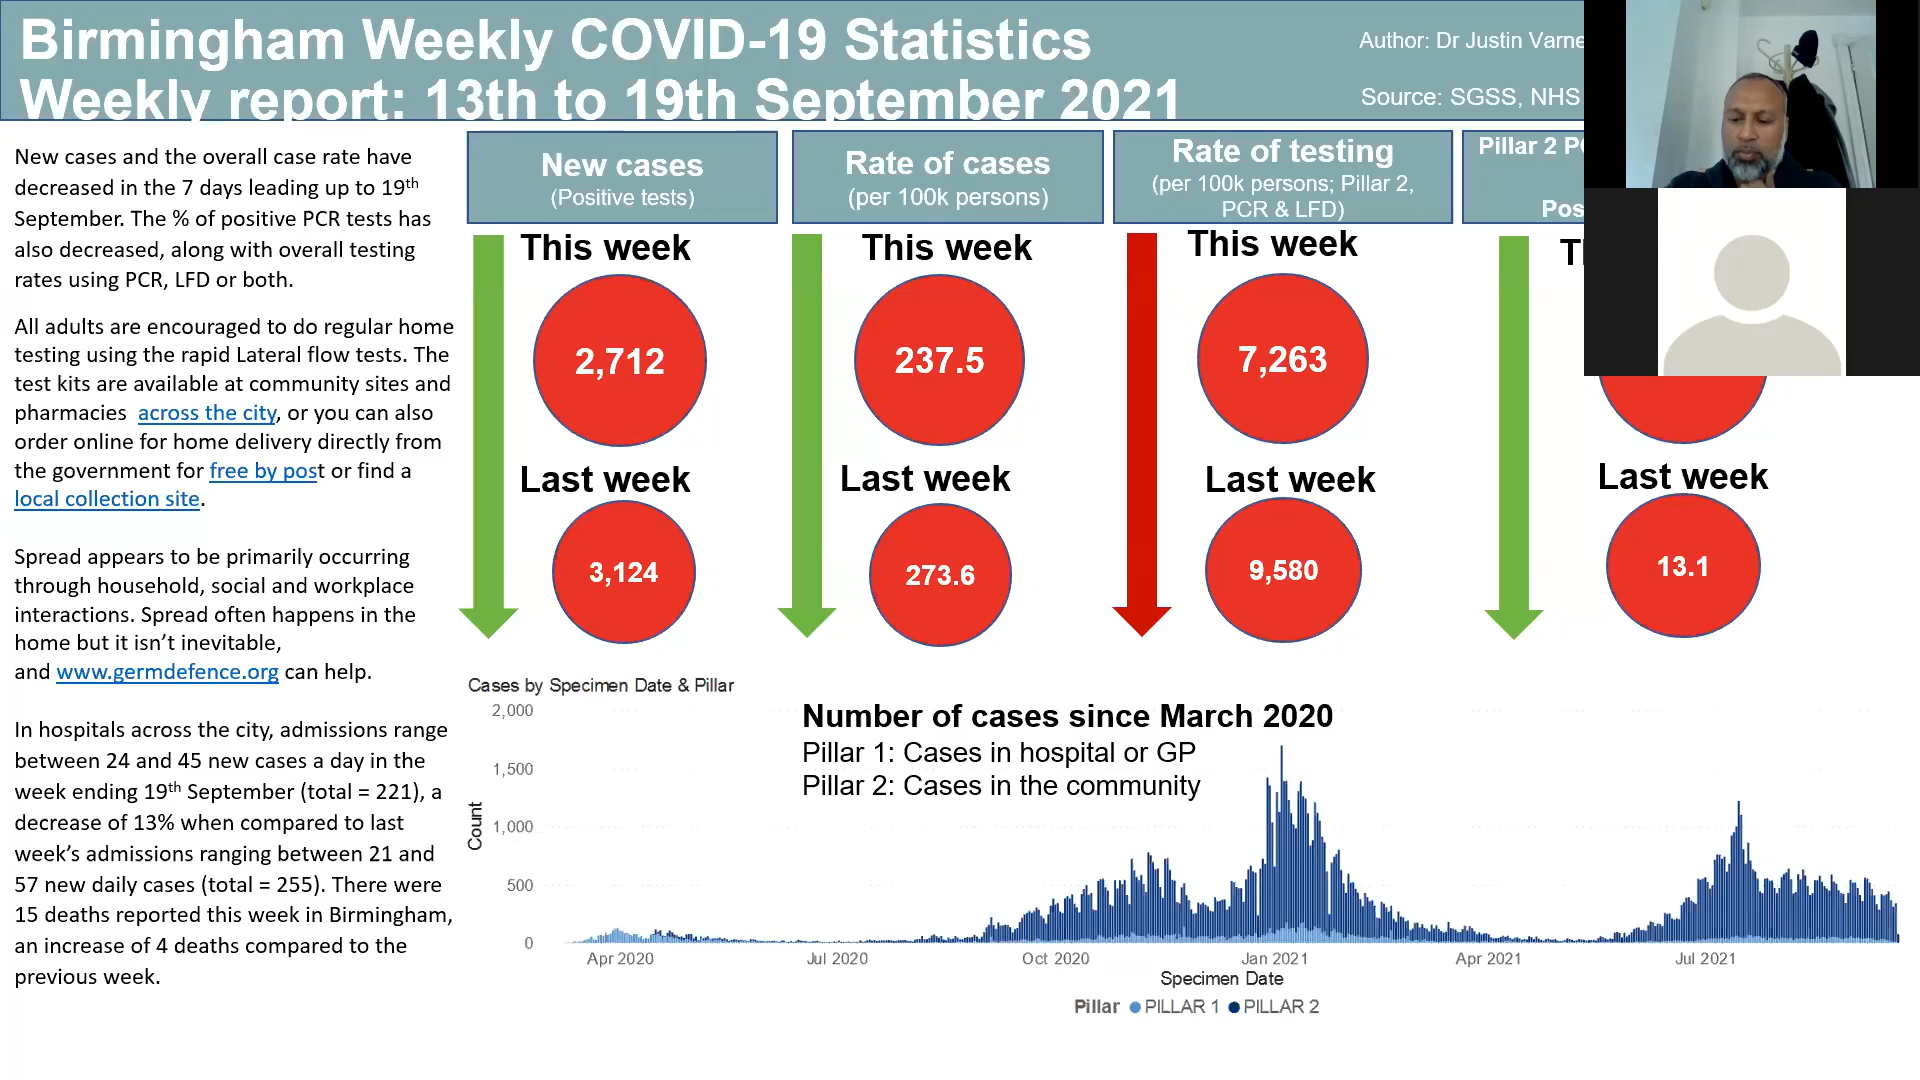 Birmingham Weekly COVID-19 Statistics
Weekly report: 13th to 19th September 2021
Author: Dr Justin
Source: SGSS, NHS
New cases and the overall case rate have
decreased in the 7 days leading up to 19th
September. The % of positive PCR tests has
also decreased, along with overall testing
rates using PCR, LFD or both.
All adults are encouraged to do regular home
testing using the rapid Lateral flow tests. The
test kits are available at community sites and
pharmacies across the city, or you can also
order online for home delivery directly from
the government for free by post or find a
local collection site.
Spread appears to be primarily occurring
through household, social and workplace
interactions. Spread often happens in the
home but it isn't inevitable,
and www.germdefence.org can help.
In hospitals across the city, admissions range
between 24 and 45 new cases a day in the
week ending 19th September (total = 221), a
decrease of 13% when compared to last
week's admissions ranging between 21 and
57 new daily cases (total = 255). There were
15 deaths reported this week in Birmingham,
an increase of 4 deaths compared to the
previous week.
New cases
(Positive tests)
This week
2,712
Last week
3,124
Rate of cases
(per 100k persons)
This week
237.5
Last week
273.6
Rate of testing
(per 100k persons; Pillar 2,
PCR & LFD)
This week
7,263
Last week
9,580
Pillar 2
Last week
13.1
Cases by Specimen Date & Pillar
Number of cases since March 2020
Pillar 1: Cases in hospital or GP
Pillar 2: Cases in the community
Count
2,000
1,500
1,000
500
0
Apr 2020 Jul 2020 Oct 2020 Jan 2021 Apr 2021 Jul 2021
Specimen Date
Pillar PILLAR 1 PILLAR 2